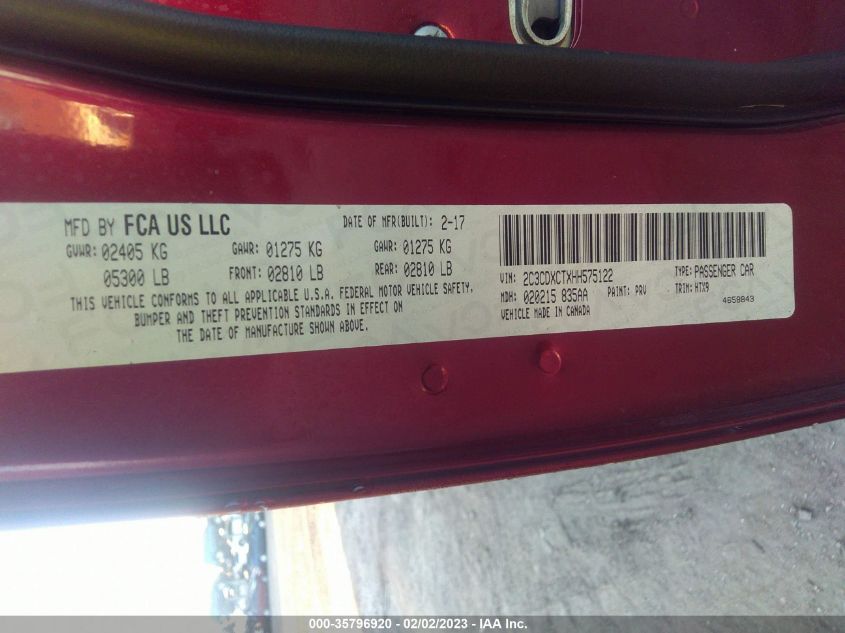 MFD BY FCA US LLC DATE OF MFR(BUILT): 2-17
GVWR: 02405 KG GAWR: 01275 KG GAWR: 01275 KG
05300 LB FRONT: 02810 LB REAR: 02810 LB
THIS VEHICLE CONFORMS TO ALL APPLICABLE U.S.A. FEDERAL MOTOR VEHICLE SAFETY,
BUMPER AND THEFT PREVENTION STANDARDS IN EFFECT ON
THE DATE OF MANUFACTURE SHOWN ABOVE.
VIN: 2C3CDXCTXHH575122 TYPE: PASSENGER CAR
MDH: 020215 835AA PAINT: PRV TRIM: HTX9
VEHICLE MADE IN CANADA 4659843
000-35796920 - 02/02/2023 - IAA Inc.